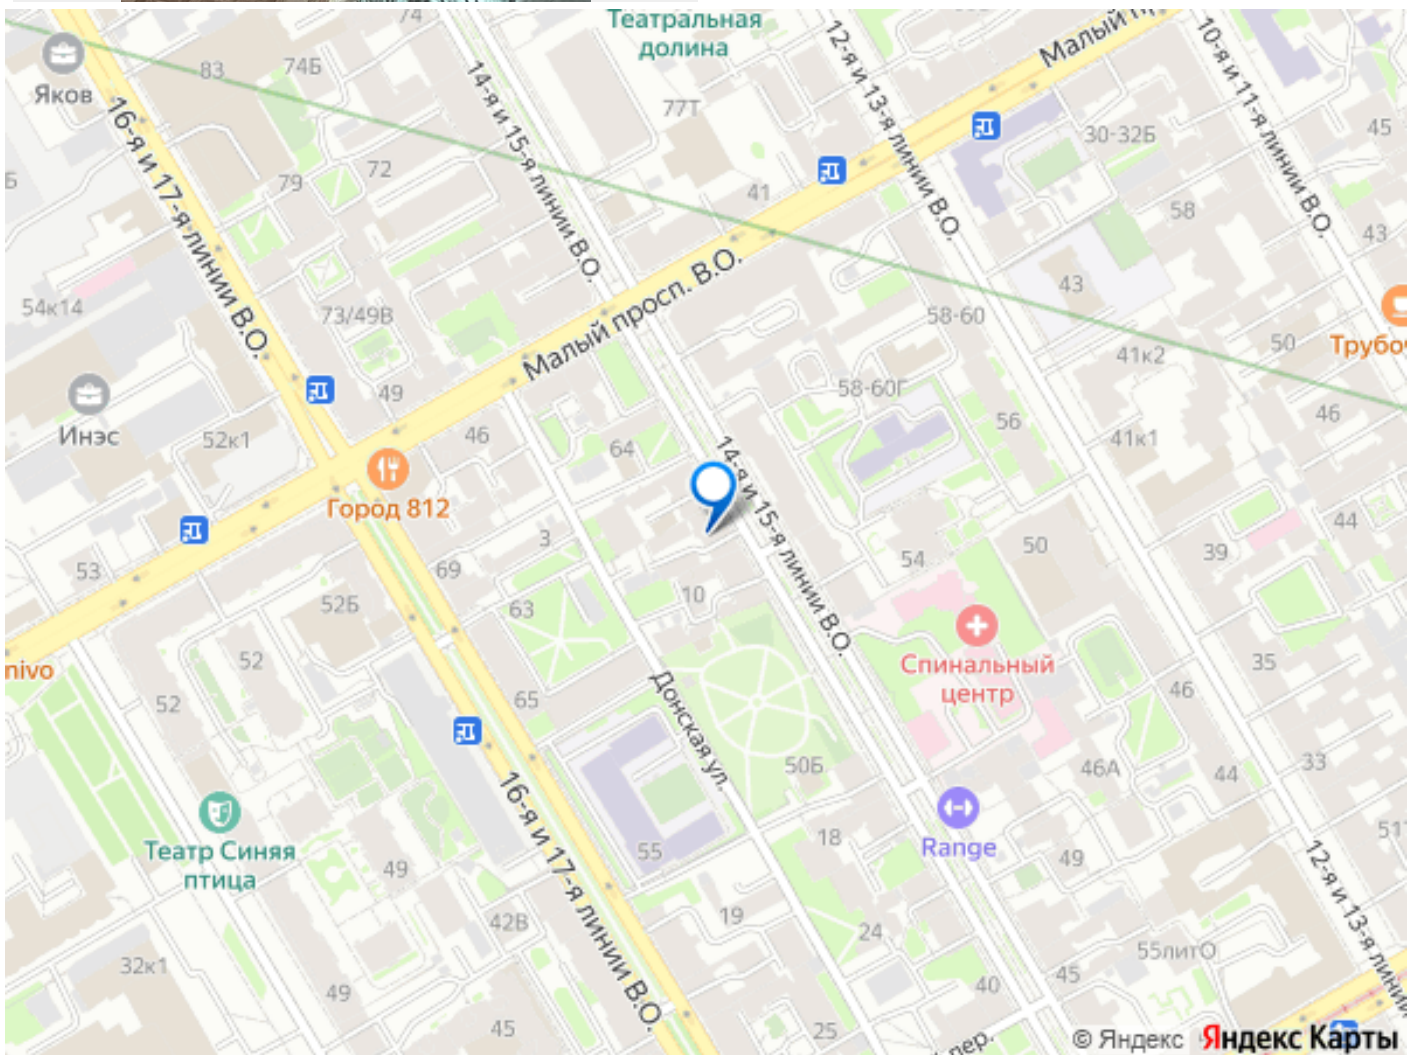 Театральная
долина
74
Малый п
12-я и 13-я линии В.О.
10-я и 11-я линии В.О.
Яков
83
74Б
14-я и 15-я линии В.О.
16-я и 17-я линии В.О.
77Т
30-32Б
45
79
72
41
58
43
54к14
73/49В
Малый просп. В.О.
43
58-60
Трубо
50
41к2
49
58-60Г
46
Инэс
52к1
46
64
56
41к1
14-я и 15-я линии В.О.
Город 812
3
44
53
69
54
50
39
52Б
63
10
Спинальный
центр
nivo
52
35
52
65
Донская ул.
46
50Б
46А
44
33
16-я и 17-я линии В.О.
Театр Синяя
птица
49
55
18
Range
49
51
12-я и 13-я линии
42В
19
24
55литО
32к1
49
40
45
45
25
пер.
© Яндекс
Яндекс Карты